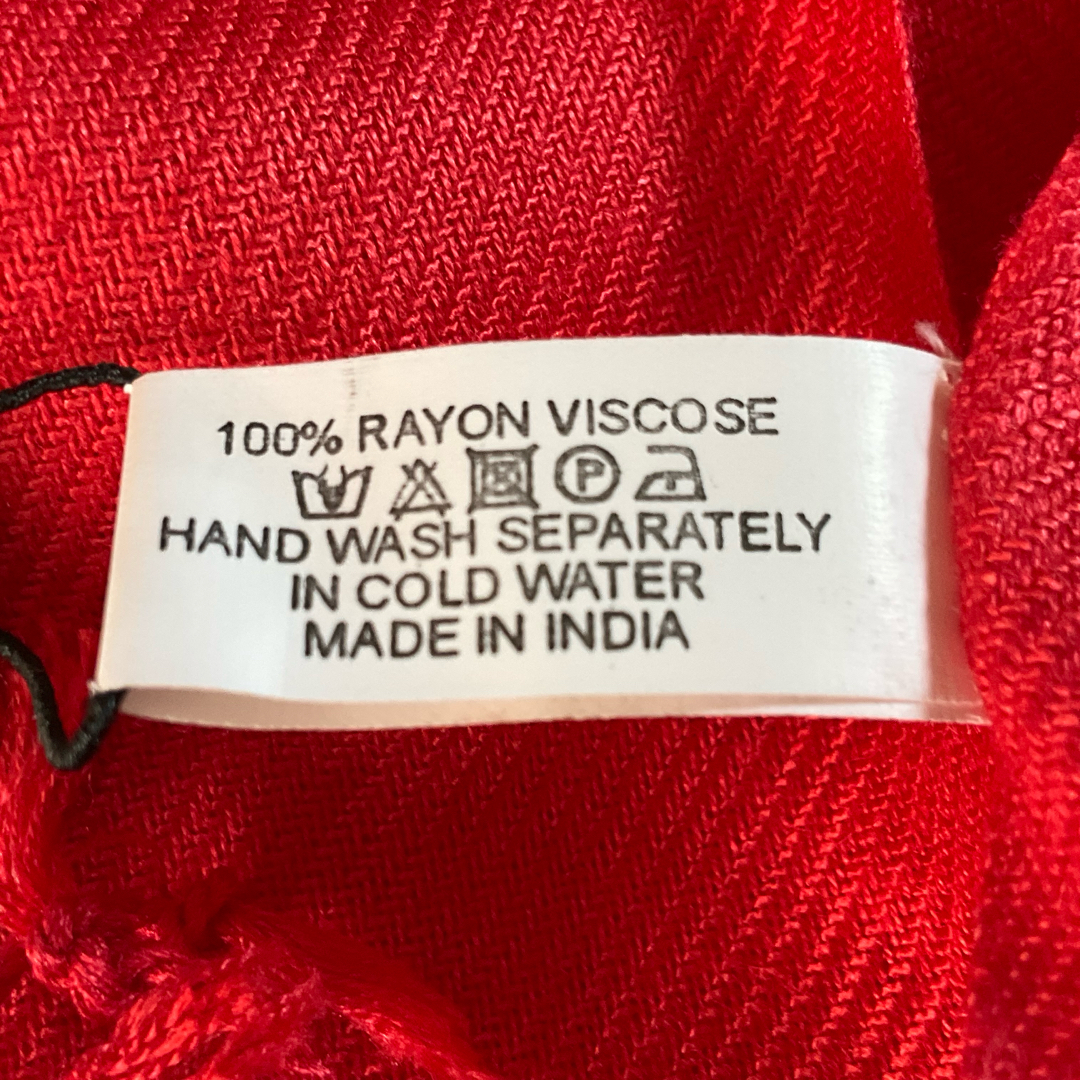 100% RAYON VISCOSE
P
HAND WASH SEPARATELY
IN COLD WATER
MADE IN INDIA